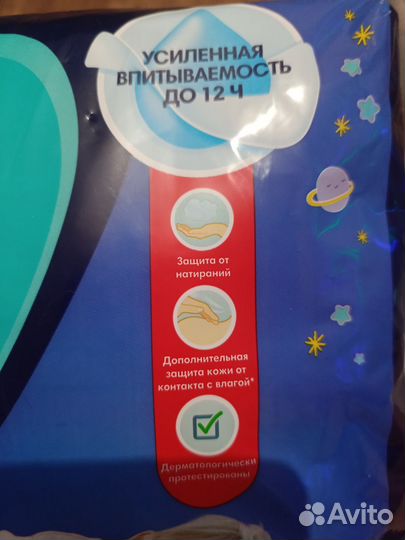 УСИЛЕННАЯ
ВПИТЫВАЕМОСТЬ
ДО 12 Ч
Защита от
натираний
Дополнительная
защита кожи от
контакта с влагой*
Дерматологически
протестированы
Avito